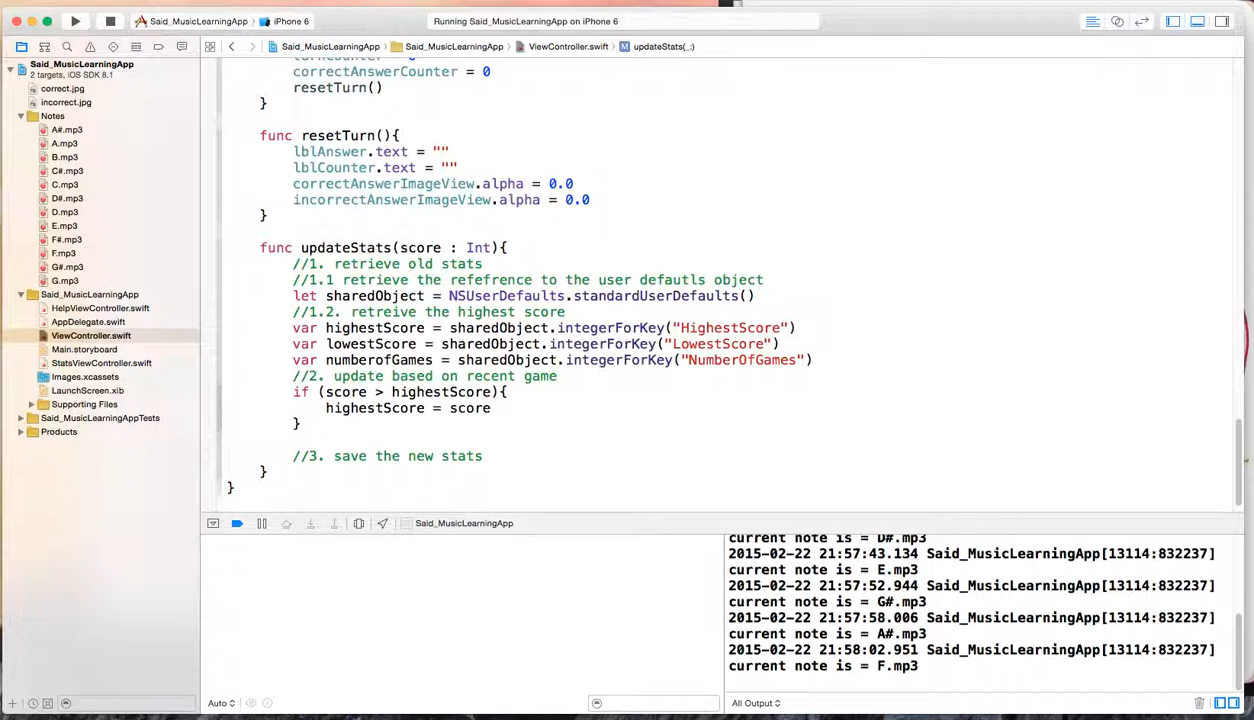 Said_MusicLearningApp
iPhone 6
Running Said_MusicLearningApp on iPhone 6
Said_MusicLearningApp
Said_MusicLearningApp
ViewController.swift
M
updateStats(_:)
Said_MusicLearningApp
2 targets, iOS SDK 8.1
correct.jpg
incorrect.jpg
Notes
A#.mp3
A.mp3
B.mp3
C#.mp3
C.mp3
D#.mp3
D.mp3
E.mp3
F#.mp3
F.mp3
G#.mp3
G.mp3
Said_MusicLearningApp
HelpViewController.swift
AppDelegate.swift
ViewController.swift
Main.storyboard
StatsViewController.swift
Images.xcassets
LaunchScreen.xib
Supporting Files
Said_MusicLearningAppTests
Products
correctAnswerCounter = 0
resetTurn()
}
func resetTurn(){
lblAnswer.text = ""
lblCounter.text = ""
correctAnswerImageView.alpha = 0.0
incorrectAnswerImageView.alpha = 0.0
}
func updateStats(score : Int){
//1. retrieve old stats
//1.1 retrieve the refefrence to the user defautls object
let sharedObject = NSUserDefaults.standardUserDefaults()
//1.2. retreive the highest score
var highestScore = sharedObject.integerForKey("HighestScore")
var lowestScore = sharedObject.integerForKey("LowestScore")
var numberofGames = sharedObject.integerForKey("NumberOfGames")
//2. update based on recent game
if (score > highestScore){
highestScore = score
}
//3. save the new stats
}
}
Said_MusicLearningApp
current note is = D#.mp3
2015-02-22 21:57:43.134 Said_MusicLearningApp[13114:832237]
current note is = E.mp3
2015-02-22 21:57:52.944 Said_MusicLearningApp[13114:832237]
current note is = G#.mp3
2015-02-22 21:57:58.006 Said_MusicLearningApp[13114:832237]
current note is = A#.mp3
2015-02-22 21:58:02.951 Said_MusicLearningApp[13114:832237]
current note is = F.mp3
Auto
All Output